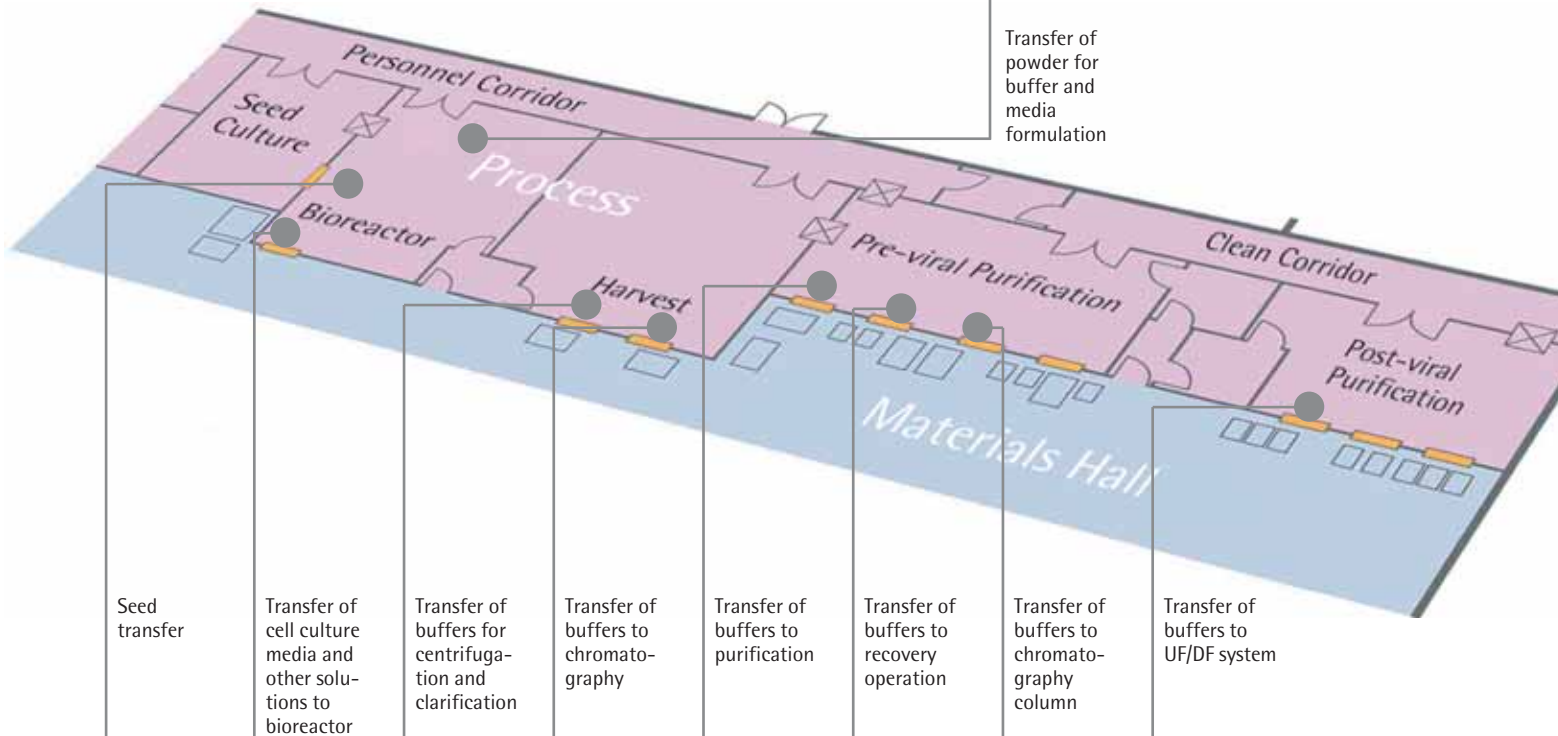 Transfer of
powder for
buffer and
media
formulation
Personnel Corridor
Seed
Culture
Process
Bioreactor
Harvest
Pre-viral Purification
Clean Corridor
Post-viral
Purification
Materials Hall
Seed
transfer
Transfer of
cell culture
media and
other solu-
tions to
bioreactor
Transfer of
buffers for
centrifuga-
tion and
clarification
Transfer of
buffers to
chromato-
graphy
Transfer of
buffers to
purification
Transfer of
buffers to
recovery
operation
Transfer of
buffers to
chromato-
graphy
column
Transfer of
buffers to
UF/DF system